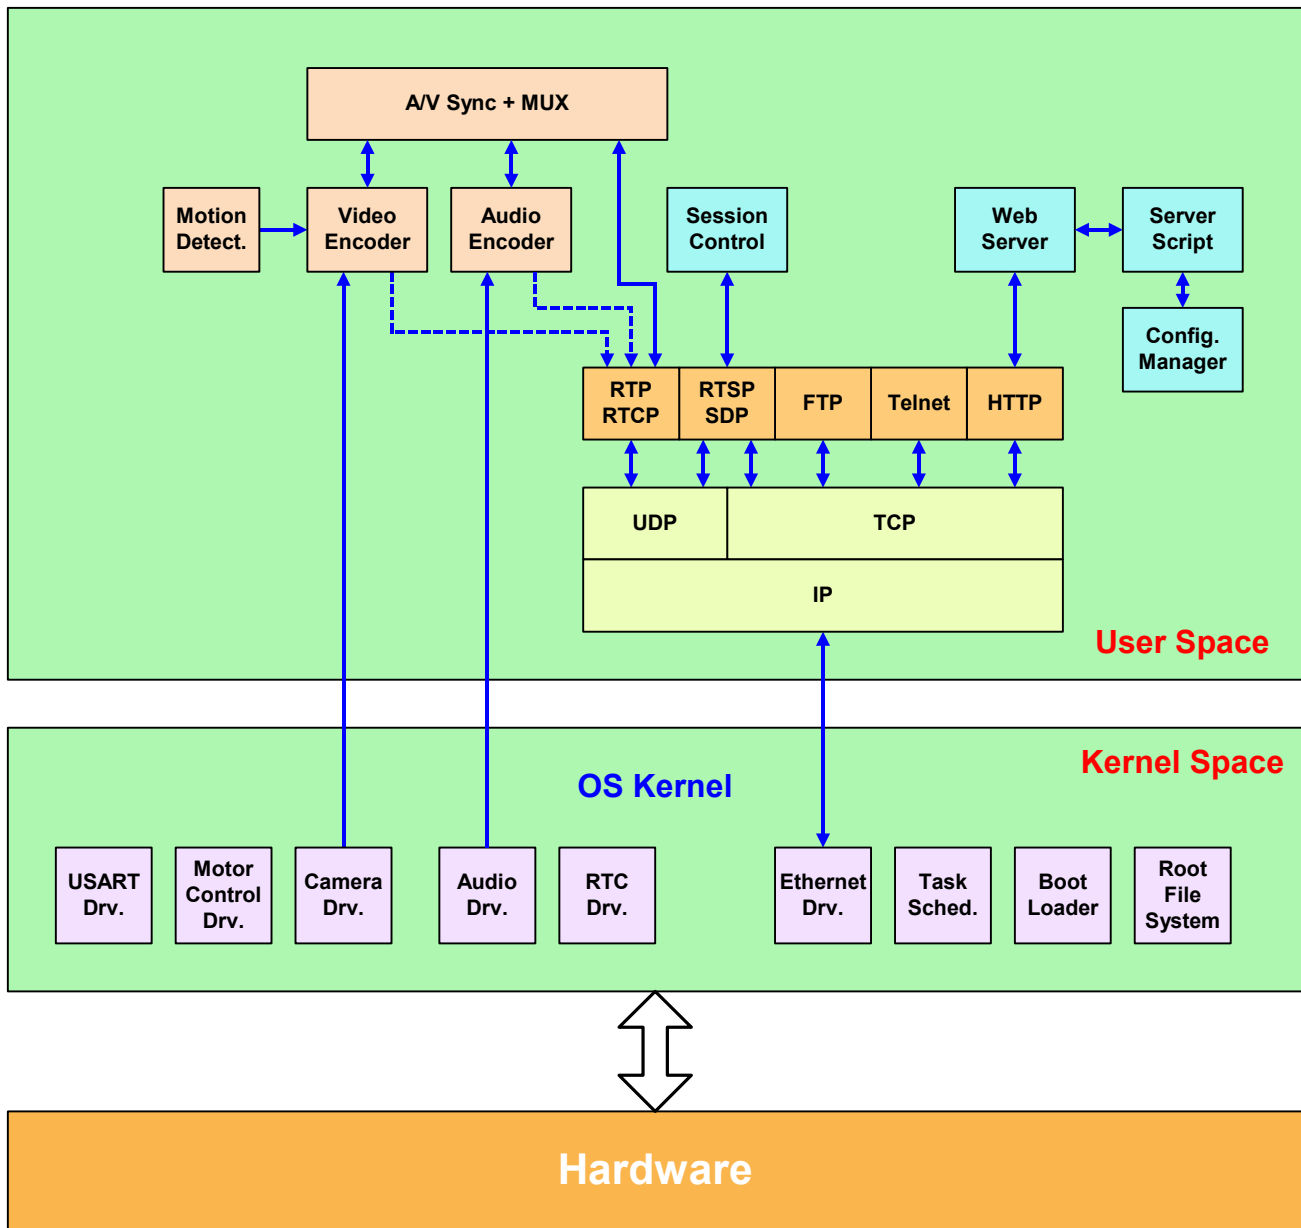 A/V Sync + MUX
Motion
Detect.
Video
Encoder
Audio
Encoder
Session
Control
Web
Server
Server
Script
Config.
Manager
RTP
RTCP
RTSP
SDP
FTP
Telnet
HTTP
UDP
TCP
IP
User Space
Kernel Space
OS Kernel
USART
Drv.
Motor
Control
Drv.
Camera
Drv.
Audio
Drv.
RTC
Drv.
Ethernet
Drv.
Task
Sched.
Boot
Loader
Root
File
System
Hardware